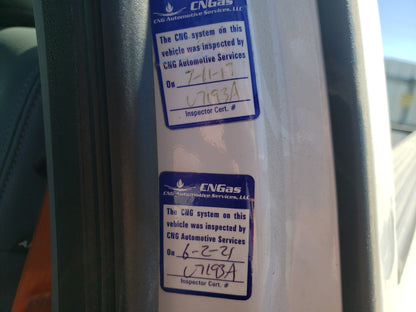 CNGas
CNG Automotive Services, LLC
The CNG system on this
vehicle was inspected by
CNG Automotive Services
On 7-11-17
U7193A
Inspector Cert. #
CNGas
CNG Automotive Services, LLC
The CNG system on this
vehicle was inspected by
CNG Automotive Services
On 6-2-21
U7193A
Inspector Cert. #